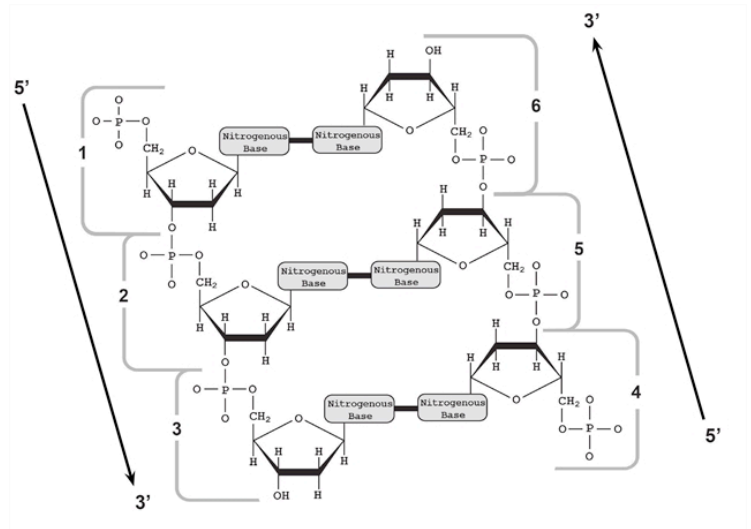 3’
H OH
5’ H H H
O 6
O P O
Nitrogenous Nitrogenous O CH₂ O
Base Base
O CH₂ O O P O
1
H H H H O
H H H
O
O P O O H
5
2 O CH₂ Nitrogenous Nitrogenous O CH₂ O
Base Base
O O P O
H H H H O
H H H
O
O P O O H H
4
3 O CH₂ Nitrogenous Nitrogenous O CH₂ O
Base Base
O O P O
5’
H H H H O
OH H
3’